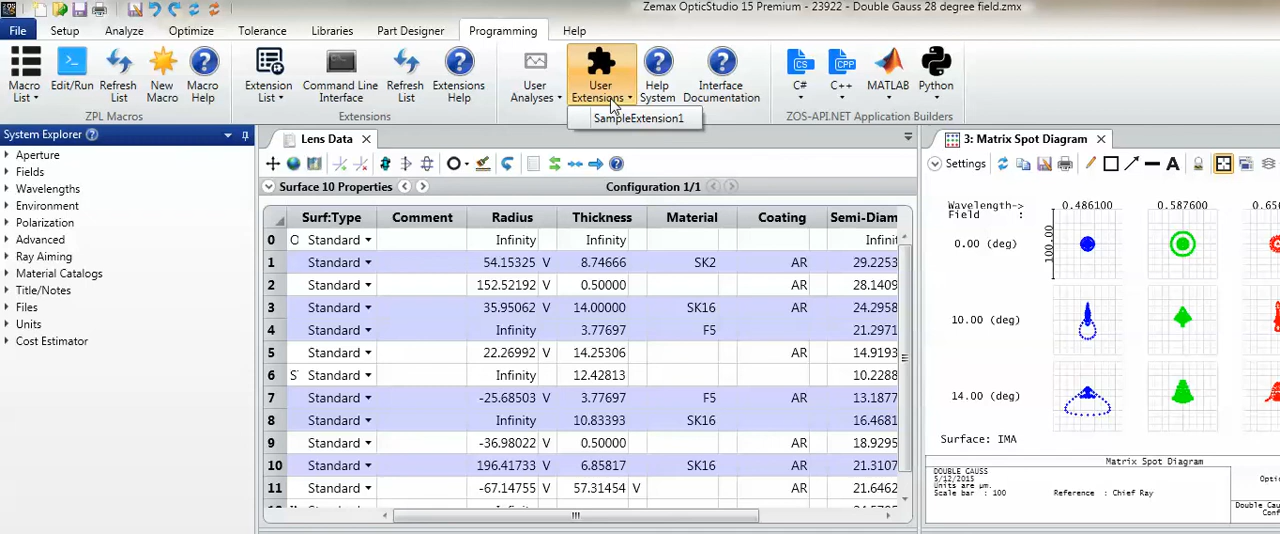 Zemax OpticStudio 15 Premium - 23922 - Double Gauss 28 degree field.zmx
File Setup Analyze Optimize Tolerance Libraries Part Designer Programming Help
Macro List
Edit/Run
Refresh List
New Macro
Macro Help
Extension List
Command Line Interface
Refresh List
Extensions Help
User Analyses
User Extensions
Help System
Interface Documentation
C#
C++
MATLAB
Python
ZPL Macros
Extensions
SampleExtension1
ZOS-API.NET Application Builders
System Explorer
Aperture
Fields
Wavelengths
Environment
Polarization
Advanced
Ray Aiming
Material Catalogs
Title/Notes
Files
Units
Cost Estimator
Lens Data
Surface 10 Properties Configuration 1/1
Surf:Type Comment Radius Thickness Material Coating Semi-Diam
0 O Standard Infinity Infinity Infinit
1 Standard 54.15325 V 8.74666 SK2 AR 29.2253
2 Standard 152.52192 V 0.50000 AR 28.1409
3 Standard 35.95062 V 14.00000 SK16 AR 24.2958
4 Standard Infinity 3.77697 F5 21.2971
5 Standard 22.26992 V 14.25306 AR 14.9193
6 Standard Infinity 12.42813 10.2288
7 Standard -25.68503 V 3.77697 F5 AR 13.1877
8 Standard Infinity 10.83393 SK16 16.4681
9 Standard -36.98022 V 0.50000 AR 18.9295
10 Standard 196.41733 V 6.85817 SK16 AR 21.3107
11 Standard -67.14755 V 57.31454 V AR 21.6462
3: Matrix Spot Diagram
Settings
Wavelength-> 0.486100 0.587600 0.656
Field :
0.00 (deg)
100.00
10.00 (deg)
14.00 (deg)
Surface: IMA
Matrix Spot Diagram
DOUBLE GAUSS
5/12/2015
Units are µm.
Scale bar : 100 Reference : Chief Ray
Optic
Double Gau
Conf